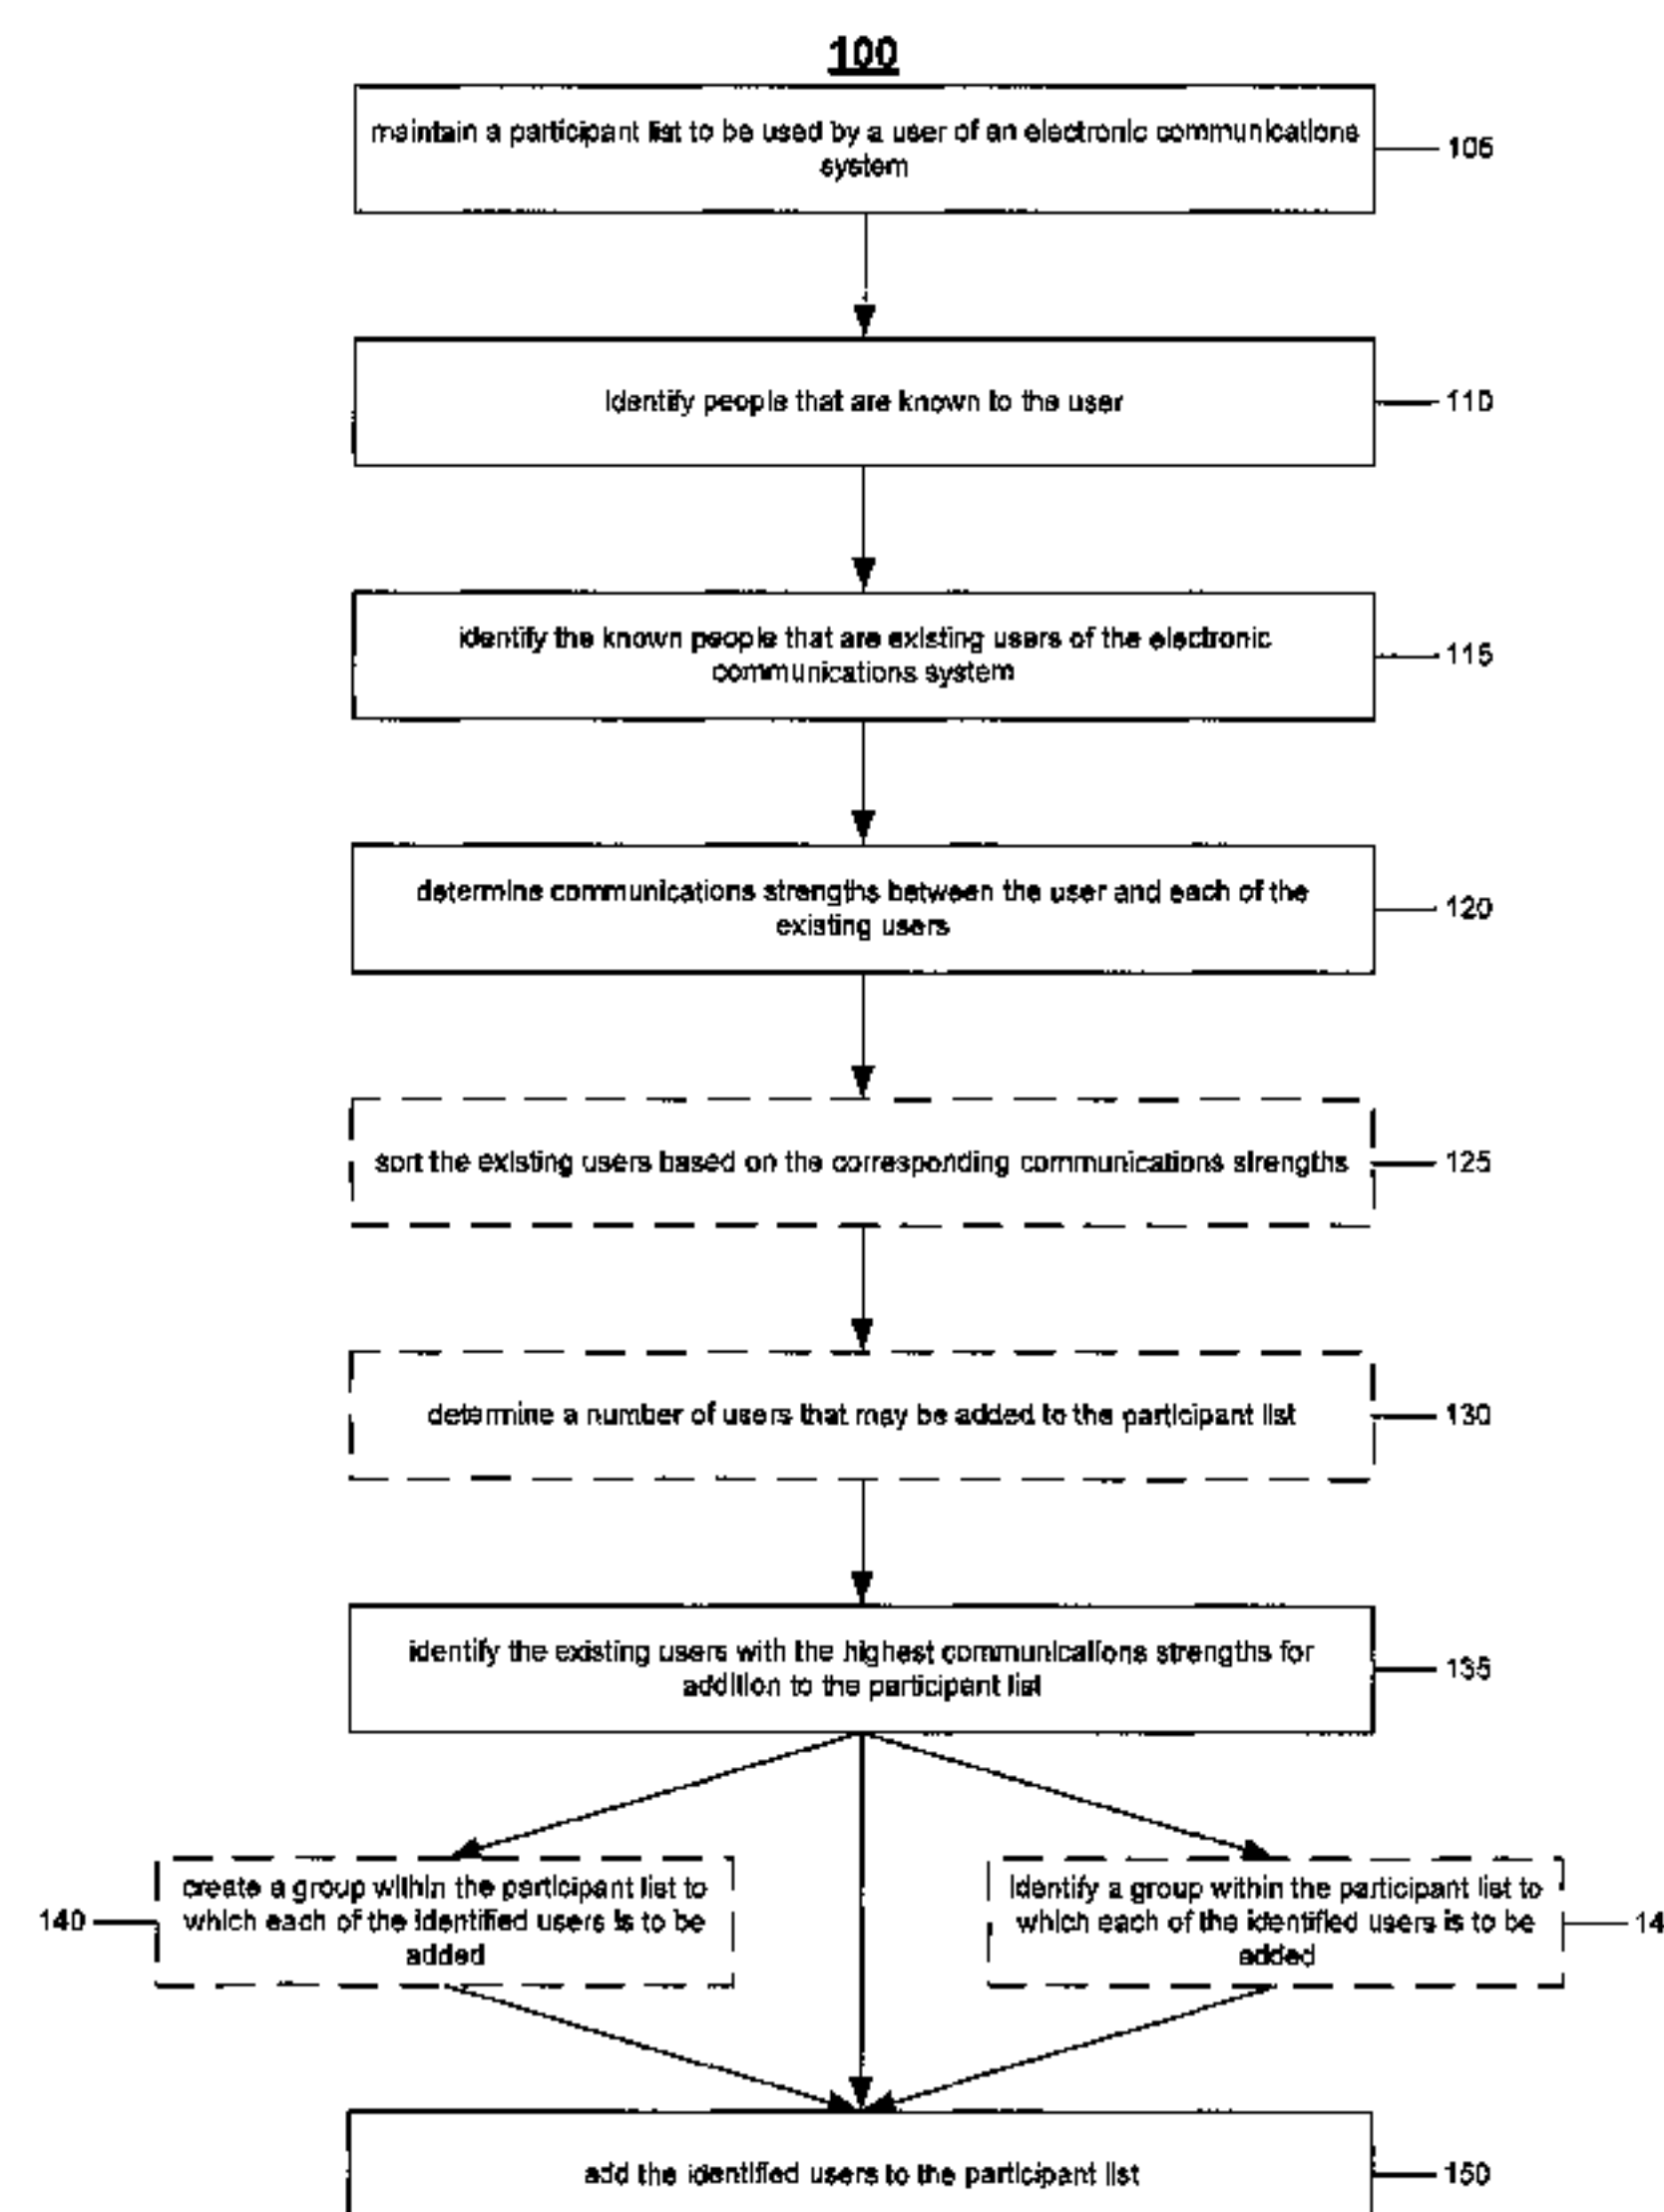 100
maintain a participant list to be used by a user of an electronic communications
system
105
Identify people that are known to the user
110
identify the known people that are existing users of the electronic
communications system
115
determine communications strengths between the user and each of the
existing users
120
sort the existing users based on the corresponding communications strengths
125
determine a number of users that may be added to the participant list
130
identify the existing users with the highest communications strengths for
addition to the participant list
135
create a group within the participant list to
which each of the identified users is to be
added
140
Identify a group within the participant list to
which each of the identified users is to be
added
14
add the identified users to the participant list
150